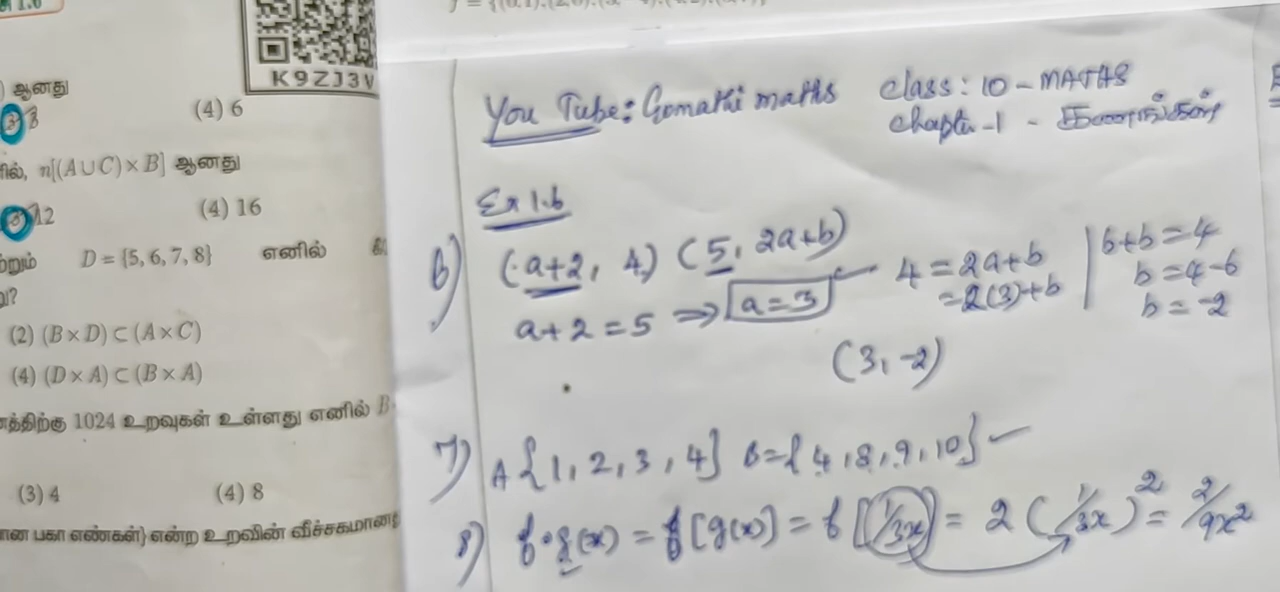 K9ZJ3V
ஆனது
(4) 6
n[(A∪C)×B] ஆனது
12
(4) 16
D = {5, 6, 7, 8} எனில்
(2) (B×D)⊂(A×C)
(4) (D×A)⊂(B×A)
1024 உறவுகள் உள்ளது எனில் B
(3) 4
(4) 8
பகா எண்கள்} என்ற உறவின் வீச்சகமானது
You Tube: Gomathi maths
class: 10 - MATHS
chapter -1 - கணங்கள்
Ex 1.6
6) (a+2, 4) (5, 2a+b)
a+2 = 5 ⇒ a = 3
4 = 2a+b
= 2(3)+b
6+b = 4
b = 4-6
b = -2
(3, -2)
7) A {1, 2, 3, 4} B = {4, 8, 9, 10}
8) f∘g(x) = f[g(x)] = f[1/3x] = 2(1/3x)² = 2/9x²